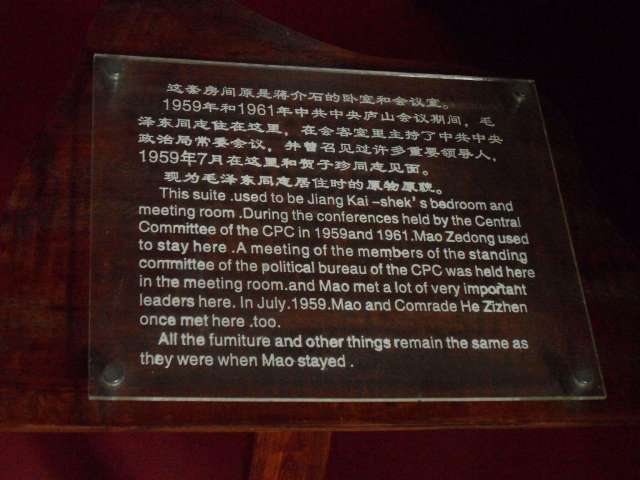 这套房间原是蒋介石的卧室和会议室。
1959年和1961年中共中央庐山会议期间，毛
泽东同志住在这里，在会客室里主持了中共中央
政治局常委会议，并曾召见过许多重要领导人，
1959年7月在这里和贺子珍同志见面。
现为毛泽东同志居住时的原物原貌。
This suite .used to be Jiang Kai –shek's bedroom and
meeting room .During the conferences held by the Central
Committee of the CPC in 1959and 1961.Mao Zedong used
to stay here .A meeting of the members of the standing
committee of the political bureau of the CPC was held here
in the meeting room.and Mao met a lot of very important
leaders here. In July.1959.Mao and Comrade He Zizhen
once met here .too.
All the fumiture and other things remain the same as
they were when Mao stayed .